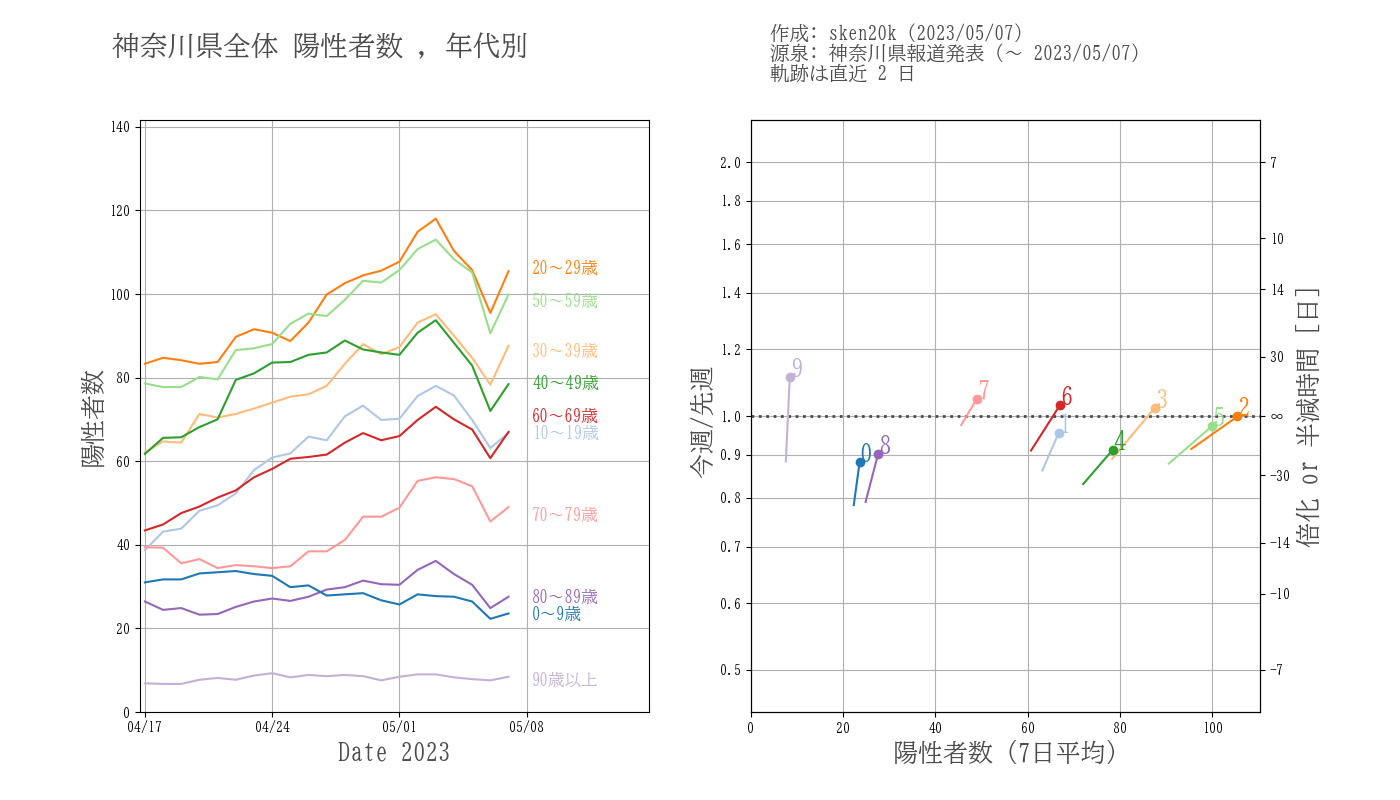 神奈川県全体 陽性者数 , 年代別
作成: sken20k (2023/05/07)
源泉: 神奈川県報道発表 (～ 2023/05/07)
軌跡は直近 2 日
陽性者数
140
120
100
80
60
40
20
0
04/17
04/24
05/01
05/08
Date 2023
20～29歳
50～59歳
30～39歳
40～49歳
60～69歳
10～19歳
70～79歳
80～89歳
0～9歳
90歳以上
今週/先週
2.0
1.8
1.6
1.4
1.2
1.0
0.9
0.8
0.7
0.6
0.5
0
20
40
60
80
100
陽性者数 (7日平均)
9
7
6
3
2
5
1
4
8
0
7
10
14
30
∞
-30
-14
-10
-7
倍化 or 半減時間 [日]